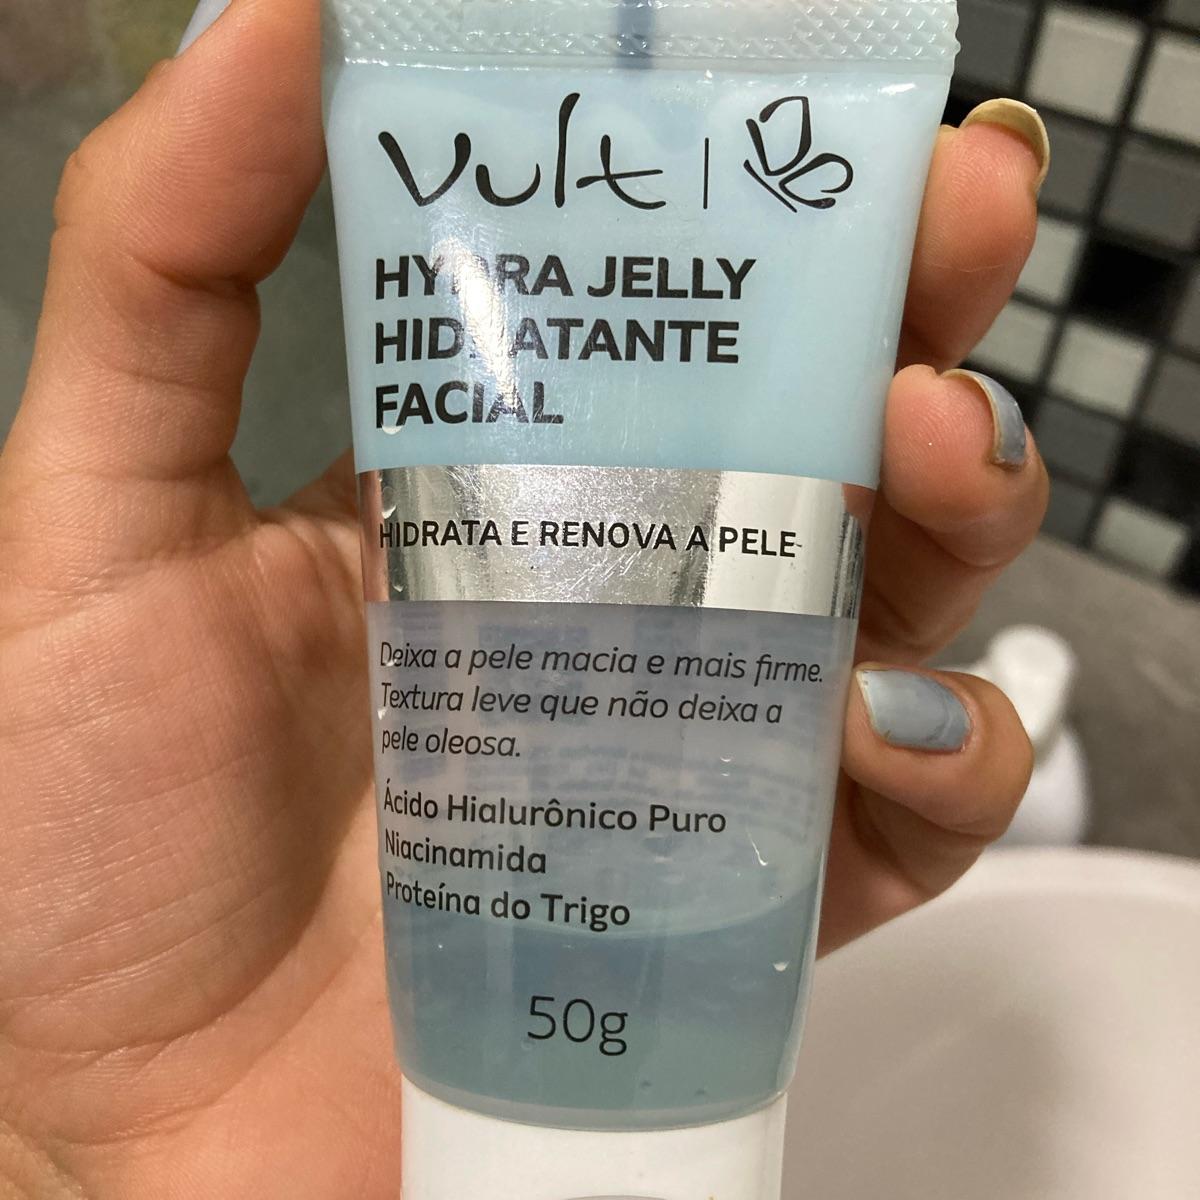 Vult
HYDRA JELLY
HIDRATANTE
FACIAL
HIDRATA E RENOVA A PELE
Deixa a pele macia e mais firme.
Textura leve que não deixa a
pele oleosa.
Ácido Hialurônico Puro
Niacinamida
Proteína do Trigo
50g